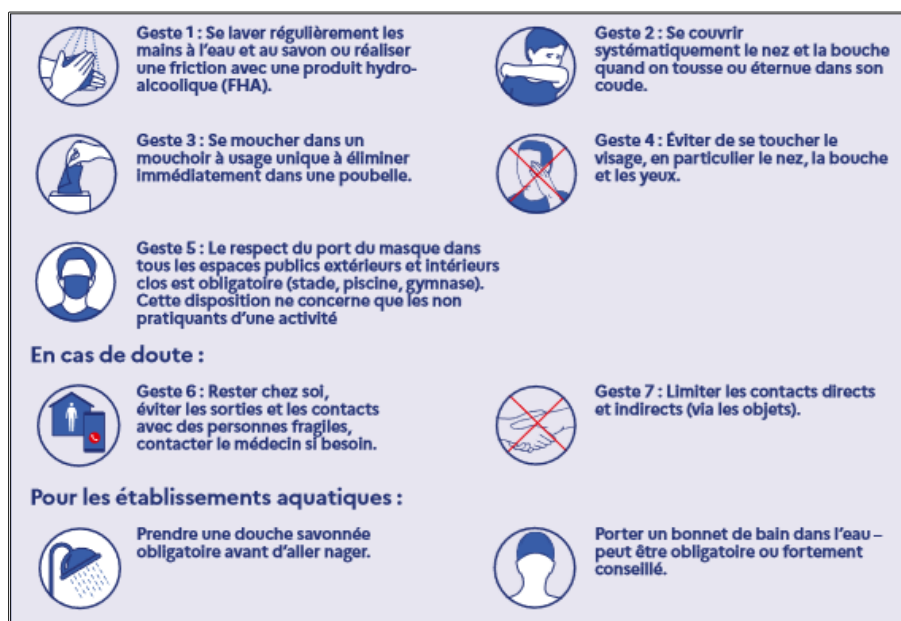 Geste 1 : Se laver régulièrement les
mains à l'eau et au savon ou réaliser
une friction avec une produit hydro-
alcoolique (FHA).
Geste 2 : Se couvrir
systématiquement le nez et la bouche
quand on tousse ou éternue dans son
coude.
Geste 3 : Se moucher dans un
mouchoir à usage unique à éliminer
immédiatement dans une poubelle.
Geste 4 : Éviter de se toucher le
visage, en particulier le nez, la bouche
et les yeux.
Geste 5 : Le respect du port du masque dans
tous les espaces publics extérieurs et intérieurs
clos est obligatoire (stade, piscine, gymnase).
Cette disposition ne concerne que les non
pratiquants d'une activité
En cas de doute :
Geste 6 : Rester chez soi,
éviter les sorties et les contacts
avec des personnes fragiles,
contacter le médecin si besoin.
Geste 7 : Limiter les contacts directs
et indirects (via les objets).
Pour les établissements aquatiques :
Prendre une douche savonnée
obligatoire avant d'aller nager.
Porter un bonnet de bain dans l'eau –
peut être obligatoire ou fortement
conseillé.